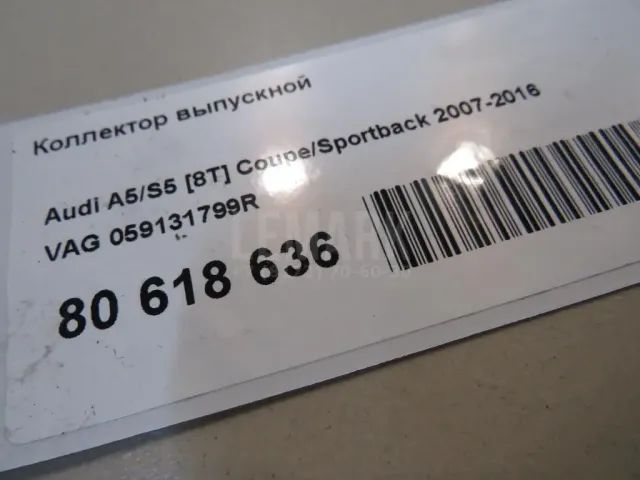 Коллектор выпускной
Audi A5/S5 [8T] Coupe/Sportback 2007-2016
VAG 059131799R
80 618 636